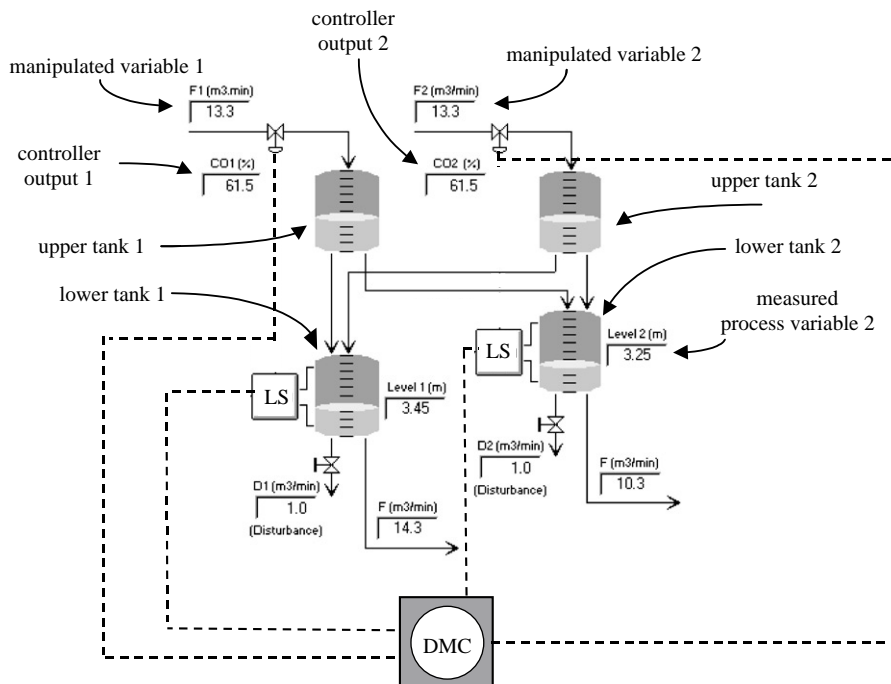 controller
output 2
manipulated variable 1
manipulated variable 2
F1 (m3.min)
13.3
F2 (m3/min)
13.3
controller
output 1
CO1 (%)
61.5
CO2 (%)
61.5
upper tank 2
upper tank 1
lower tank 2
lower tank 1
measured
process variable 2
LS
Level 2 (m)
3.25
LS
Level 1 (m)
3.45
D2 (m3/min)
1.0
(Disturbance)
F (m3/min)
10.3
D1 (m3/min)
1.0
(Disturbance)
F (m3/min)
14.3
DMC